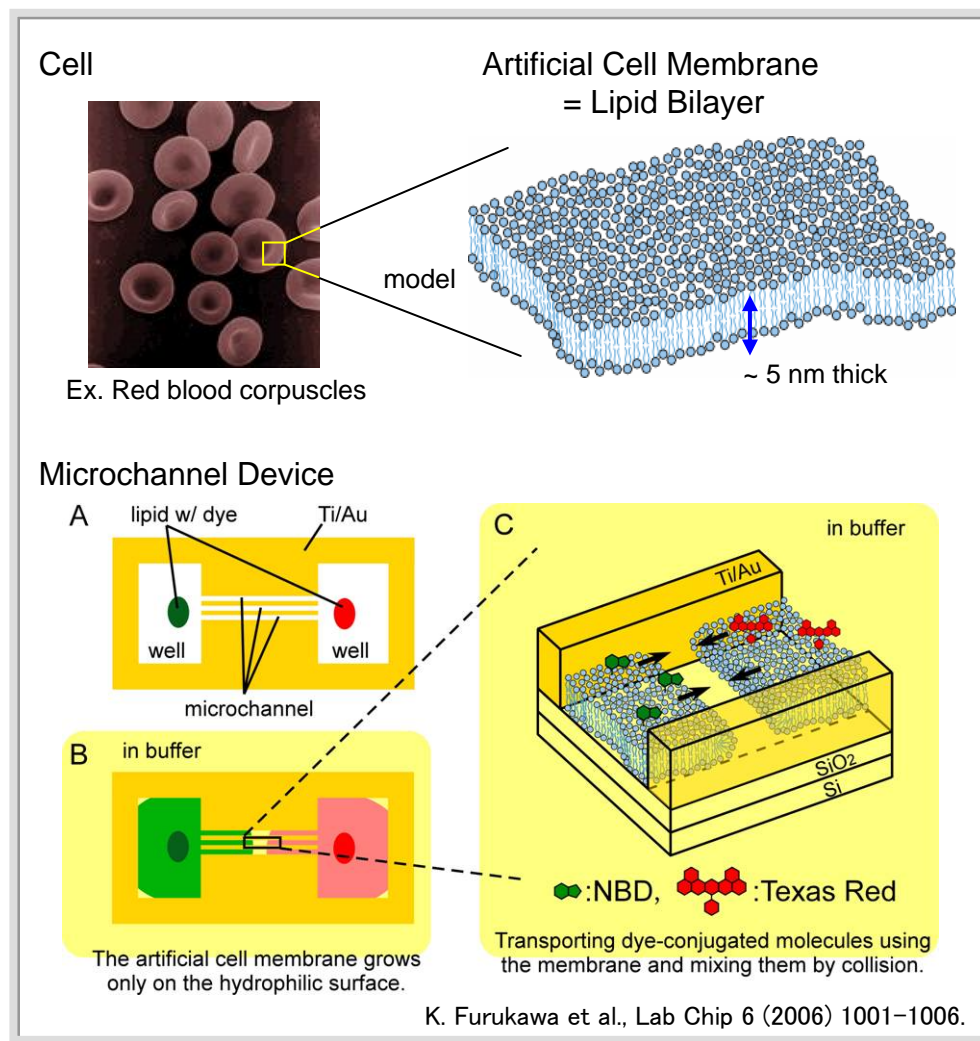 Cell
Artificial Cell Membrane
= Lipid Bilayer
model
~ 5 nm thick
Ex. Red blood corpuscles
Microchannel Device
A
lipid w/ dye
Ti/Au
well
well
microchannel
B
in buffer
The artificial cell membrane grows
only on the hydrophilic surface.
C
in buffer
Ti/Au
SiO₂
Si
:NBD, :Texas Red
Transporting dye-conjugated molecules using
the membrane and mixing them by collision.
K. Furukawa et al., Lab Chip 6 (2006) 1001-1006.